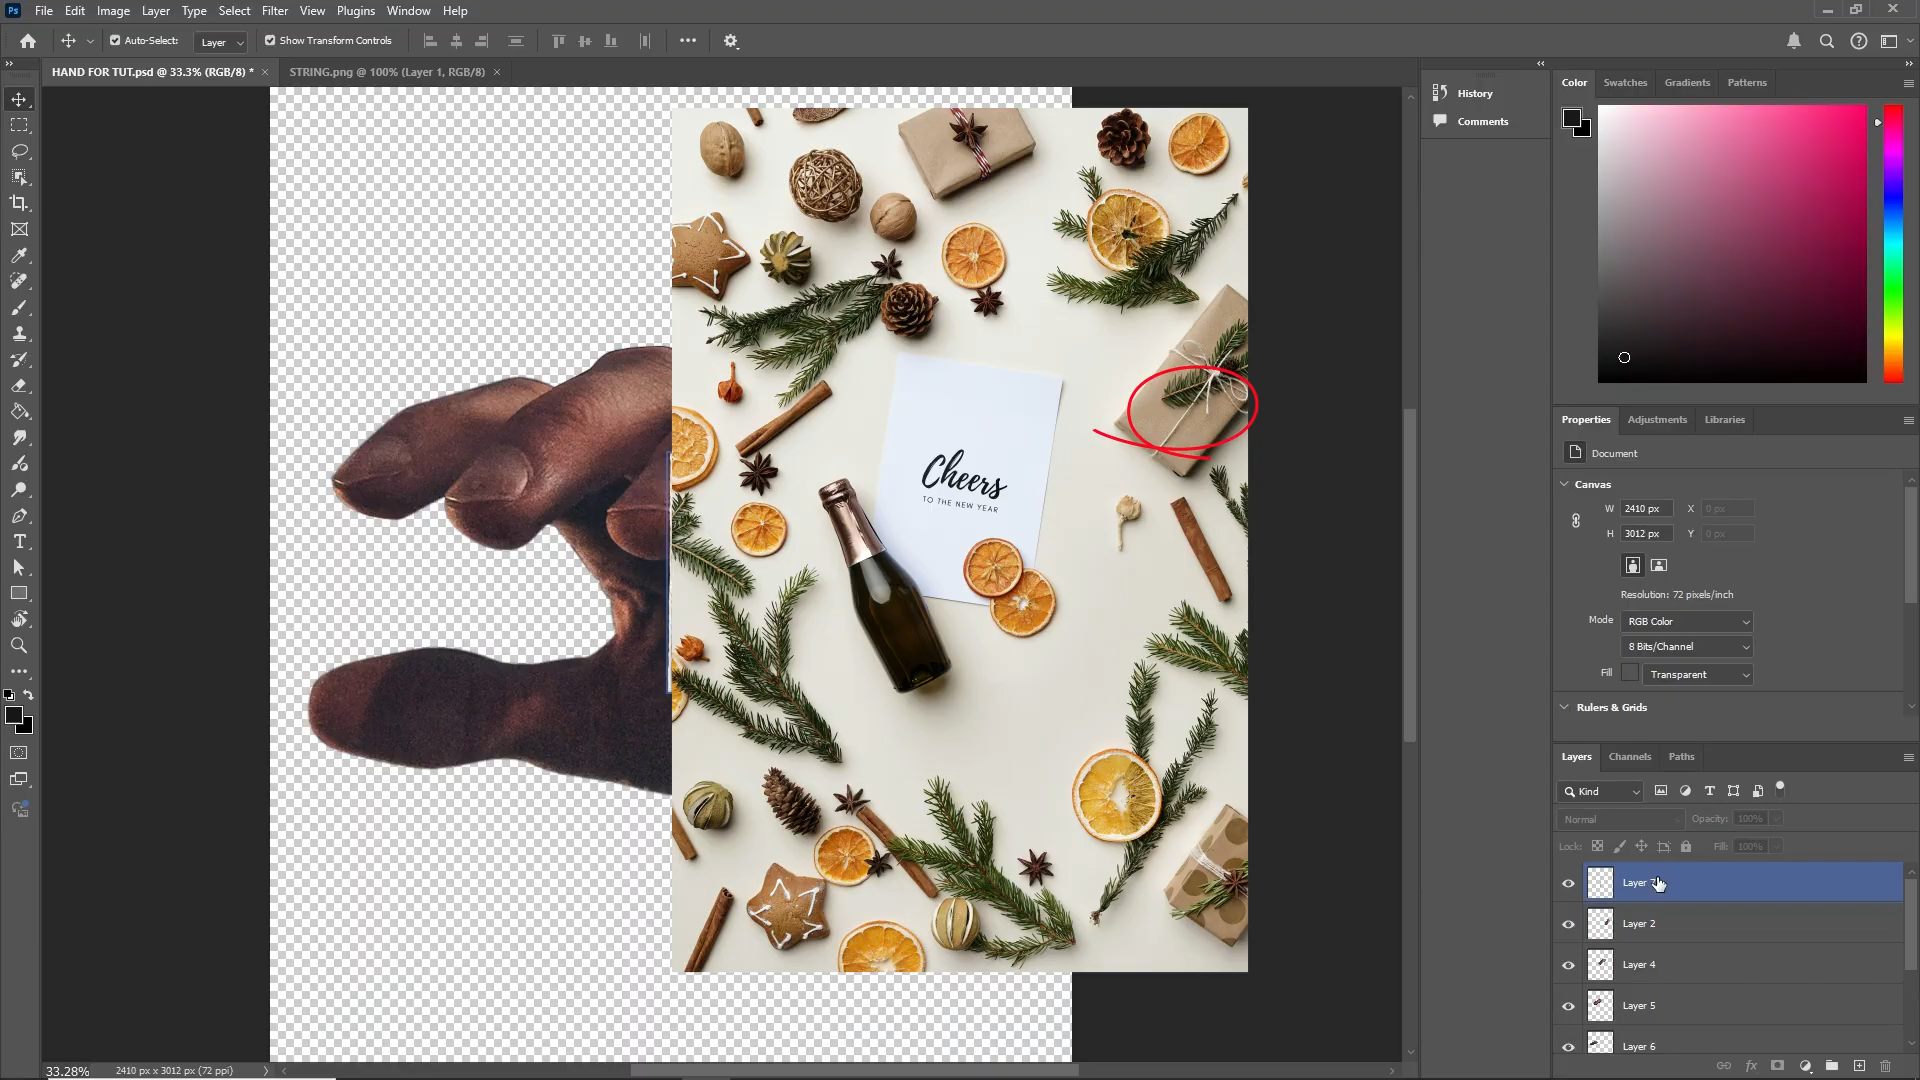 Ps File Edit Image Layer Type Select Filter View Plugins Window Help
Auto-Select: Layer Show Transform Controls
HAND FOR TUT.psd @ 33.3% (RGB/8) * STRING.png @ 100% (Layer 1, RGB/8)
History
Comments
Cheers
TO THE NEW YEAR
33.28% 2410 px x 3012 px (72 ppi)
Color Swatches Gradients Patterns
Properties Adjustments Libraries
Document
Canvas
W 2410 px X 0 px
H 3012 px Y 0 px
Resolution: 72 pixels/inch
Mode RGB Color
8 Bits/Channel
Fill Transparent
Rulers & Grids
Layers Channels Paths
Kind
Normal Opacity: 100%
Lock: Fill: 100%
Layer
Layer 2
Layer 4
Layer 5
Layer 6